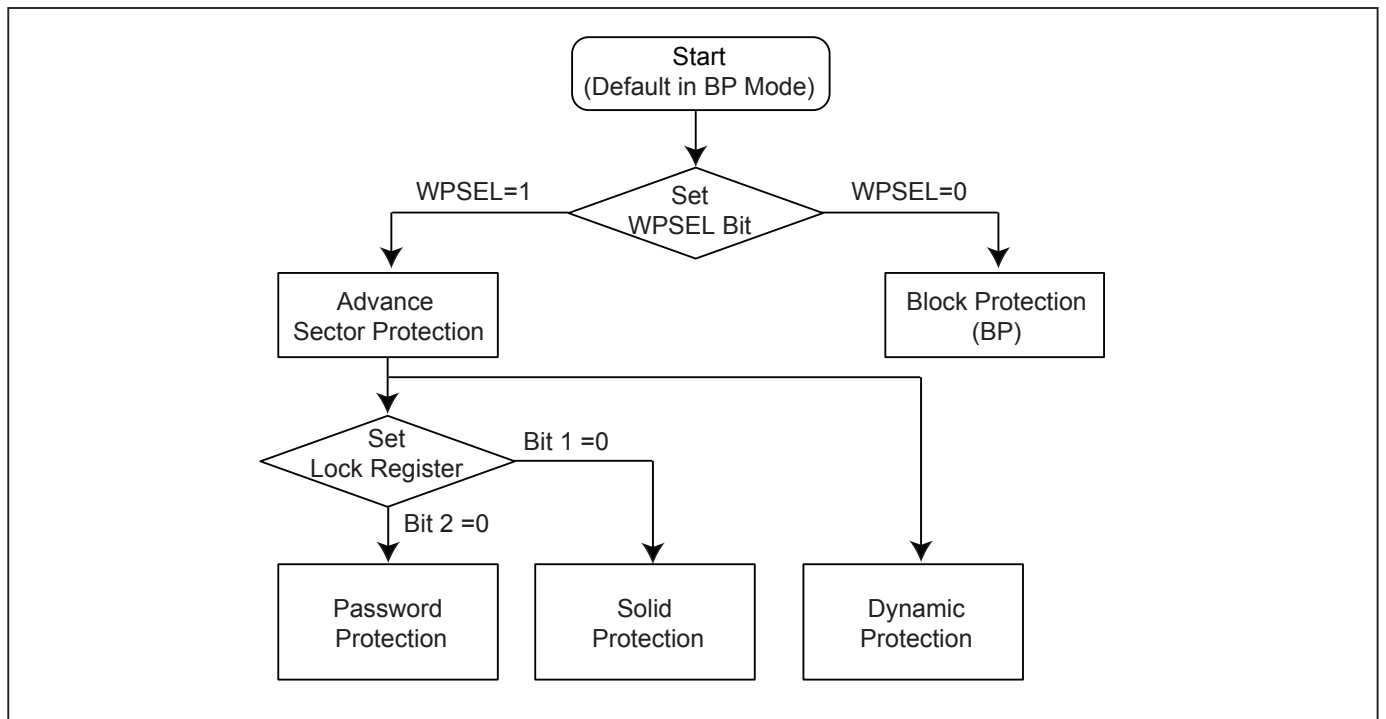 Start
(Default in BP Mode)
WPSEL=1
Set
WPSEL Bit
WPSEL=0
Advance
Sector Protection
Block Protection
(BP)
Set
Lock Register
Bit 1 =0
Bit 2 =0
Password
Protection
Solid
Protection
Dynamic
Protection